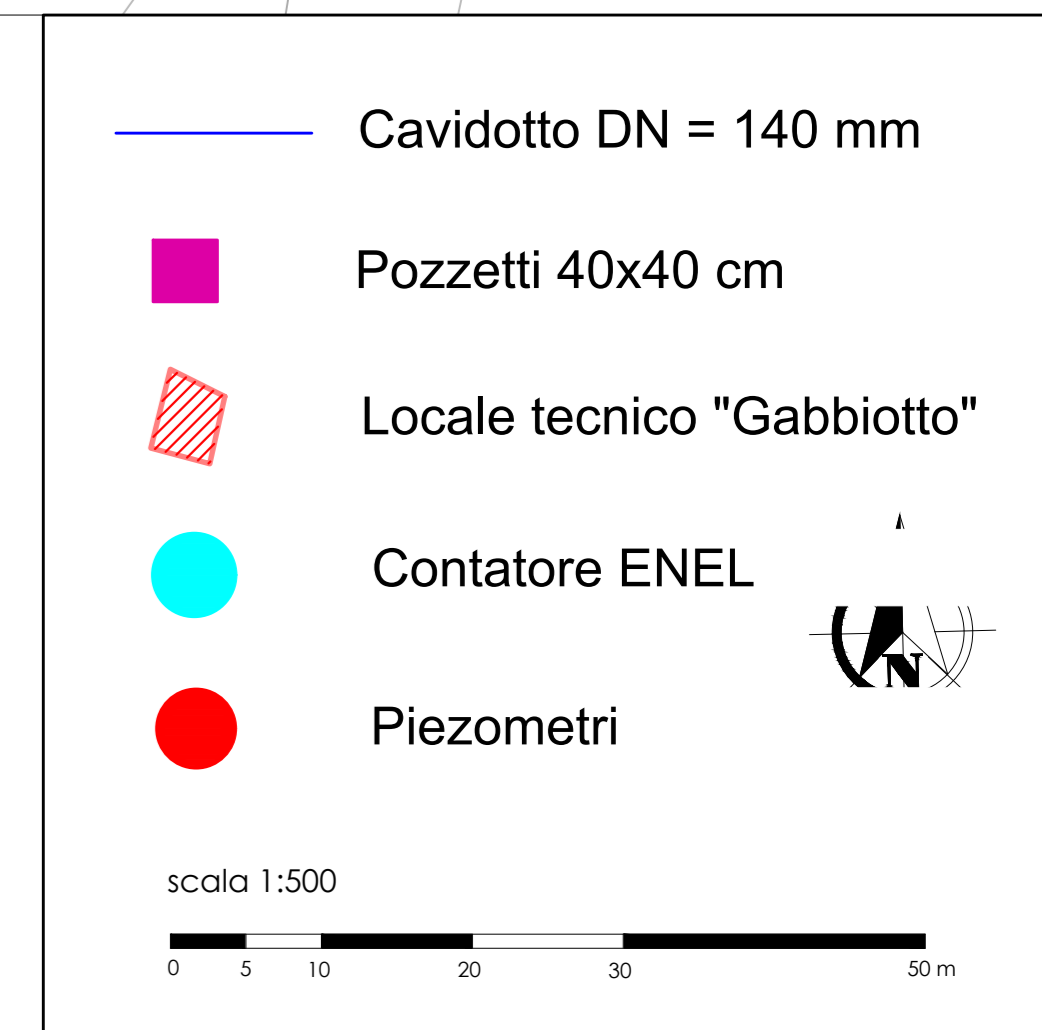 Cavidotto DN = 140 mm
Pozzetti 40x40 cm
Locale tecnico "Gabbiotto"
Contatore ENEL
N
Piezometri
scala 1:500
0 5 10 20 30 50 m